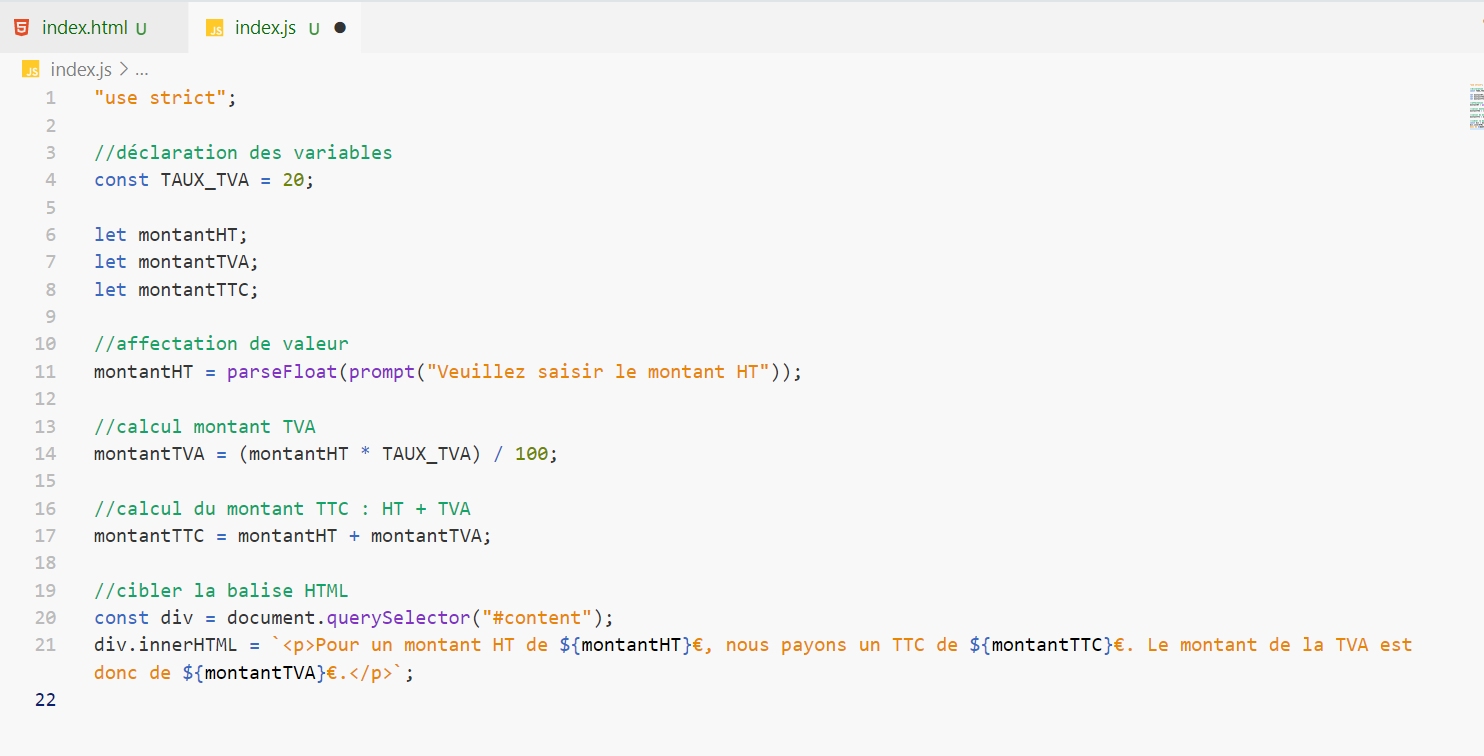 index.html U
JS index.js U
JS index.js > ...
1 "use strict";
2
3 //déclaration des variables
4 const TAUX_TVA = 20;
5
6 let montantHT;
7 let montantTVA;
8 let montantTTC;
9
10 //affectation de valeur
11 montantHT = parseFloat(prompt("Veuillez saisir le montant HT"));
12
13 //calcul montant TVA
14 montantTVA = (montantHT * TAUX_TVA) / 100;
15
16 //calcul du montant TTC : HT + TVA
17 montantTTC = montantHT + montantTVA;
18
19 //cibler la balise HTML
20 const div = document.querySelector("#content");
21 div.innerHTML = `<p>Pour un montant HT de ${montantHT}€, nous payons un TTC de ${montantTTC}€. Le montant de la TVA est
donc de ${montantTVA}€.</p>`;
22